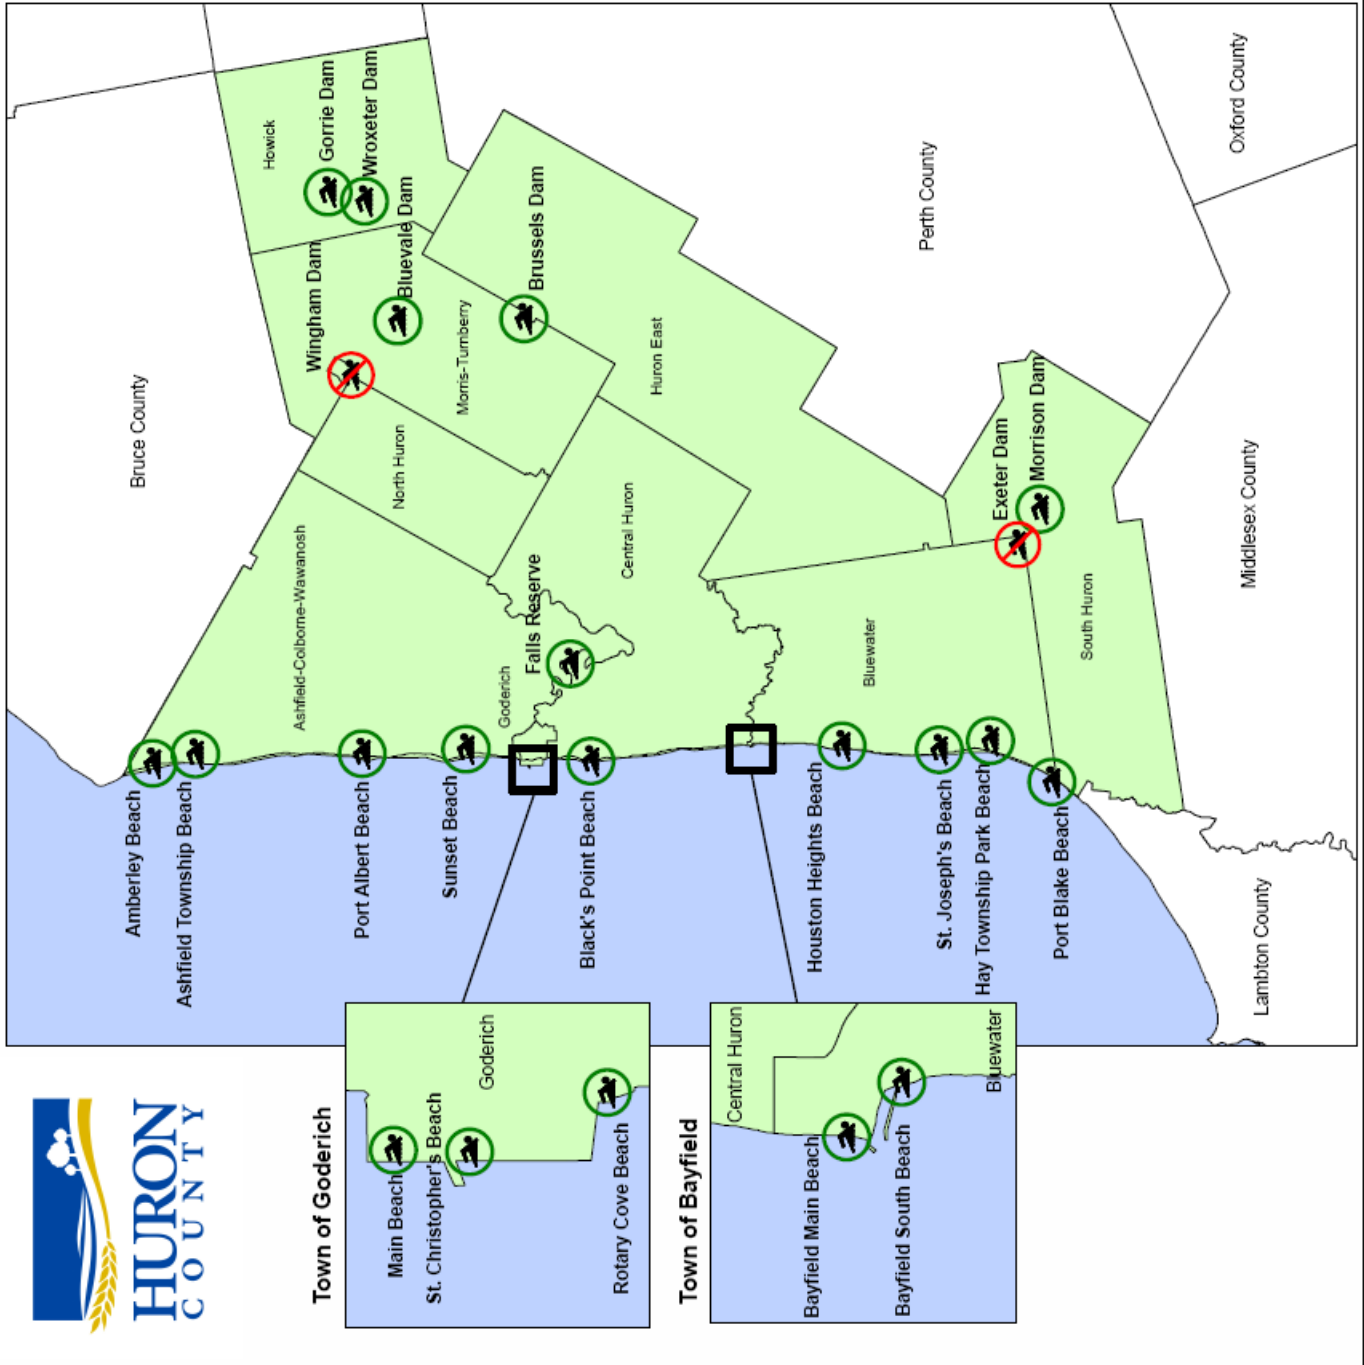 HURON
COUNTY
Town of Goderich
Main Beach
St. Christopher's Beach
Goderich
Rotary Cove Beach
Town of Bayfield
Central Huron
Bayfield Main Beach
Bayfield South Beach
Bluewater
Amberley Beach
Ashfield Township Beach
Port Albert Beach
Sunset Beach
Black's Point Beach
Houston Heights Beach
St. Joseph's Beach
Hay Township Park Beach
Port Blake Beach
Lambton County
Bruce County
Ashfield-Colborne-Wawanosh
North Huron
Goderich
Falls Reserve
Central Huron
Bluewater
South Huron
Wingham Dam
Bluevale Dam
Morris-Turnberry
Howick
Gorrie Dam
Wroxeter Dam
Brussels Dam
Huron East
Exeter Dam
Morrison Dam
Perth County
Middlesex County
Oxford County